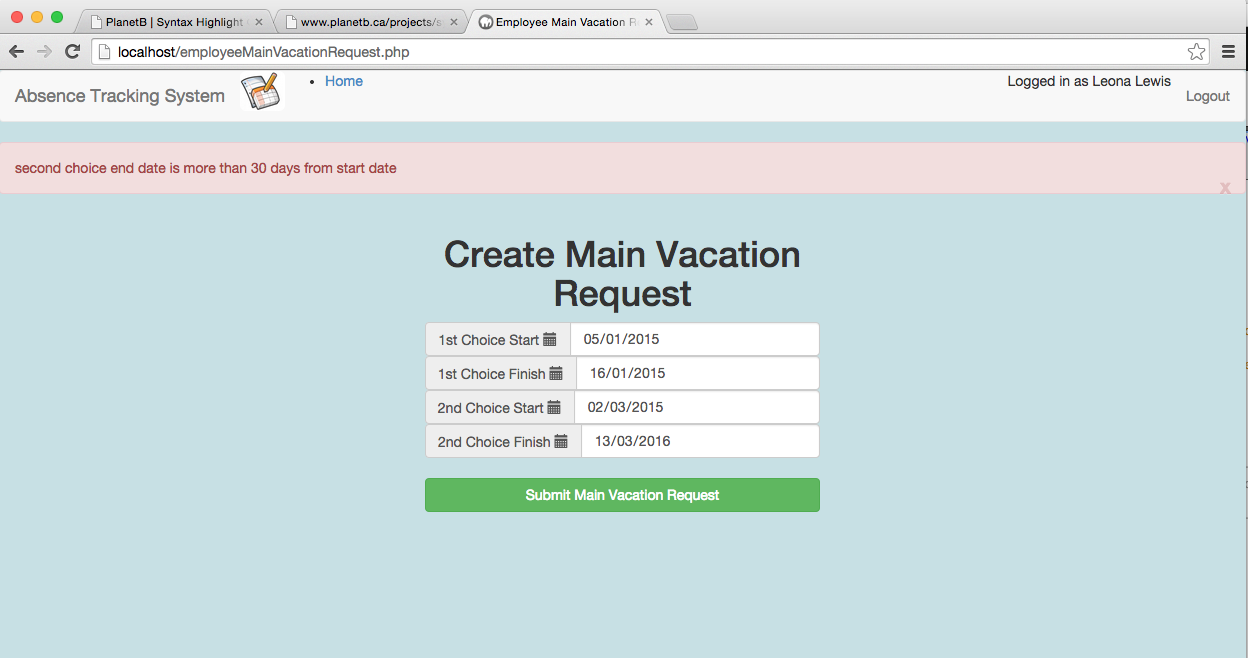 PlanetB | Syntax Highlight
www.planetb.ca/projects/s
Employee Main Vacation R
localhost/employeeMainVacationRequest.php
Absence Tracking System
Home
Logged in as Leona Lewis
Logout
second choice end date is more than 30 days from start date
x
Create Main Vacation
Request
1st Choice Start 05/01/2015
1st Choice Finish 16/01/2015
2nd Choice Start 02/03/2015
2nd Choice Finish 13/03/2016
Submit Main Vacation Request